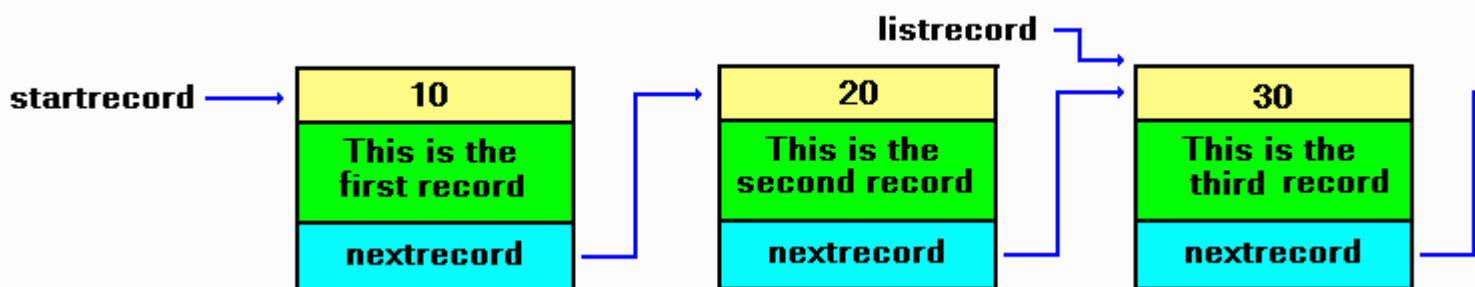 listrecord
startrecord
10
This is the
first record
nextrecord
20
This is the
second record
nextrecord
30
This is the
third record
nextrecord